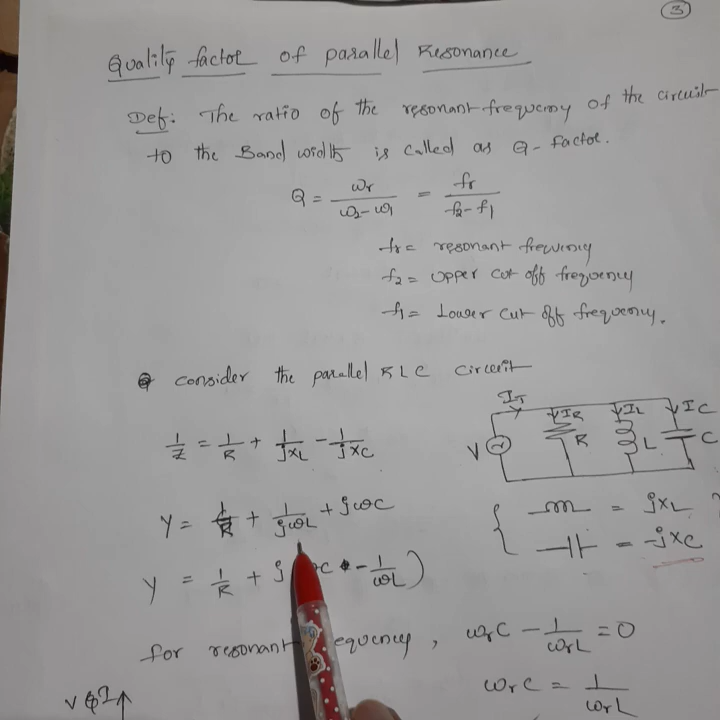 3
Quality factor of parallel Resonance
Def: The ratio of the resonant frequency of the circuit
to the Band width is called as Q-factor.
Q = ωr / (ω2 - ω1) = fr / (f2 - f1)
fr = resonant frequency
f2 = Upper cut off frequency
f1 = Lower cut off frequency.
consider the parallel RLC circuit
1/Z = 1/R + 1/jXL - 1/jXC
IT
IR
IL
IC
V
R
L
C
Y = 1/R + 1/jωL + jωC
= jXL
= -jXC
Y = 1/R + j C - 1/ωL)
for resonant equency, ωrC - 1/ωrL = 0
ωrC = 1/ωrL